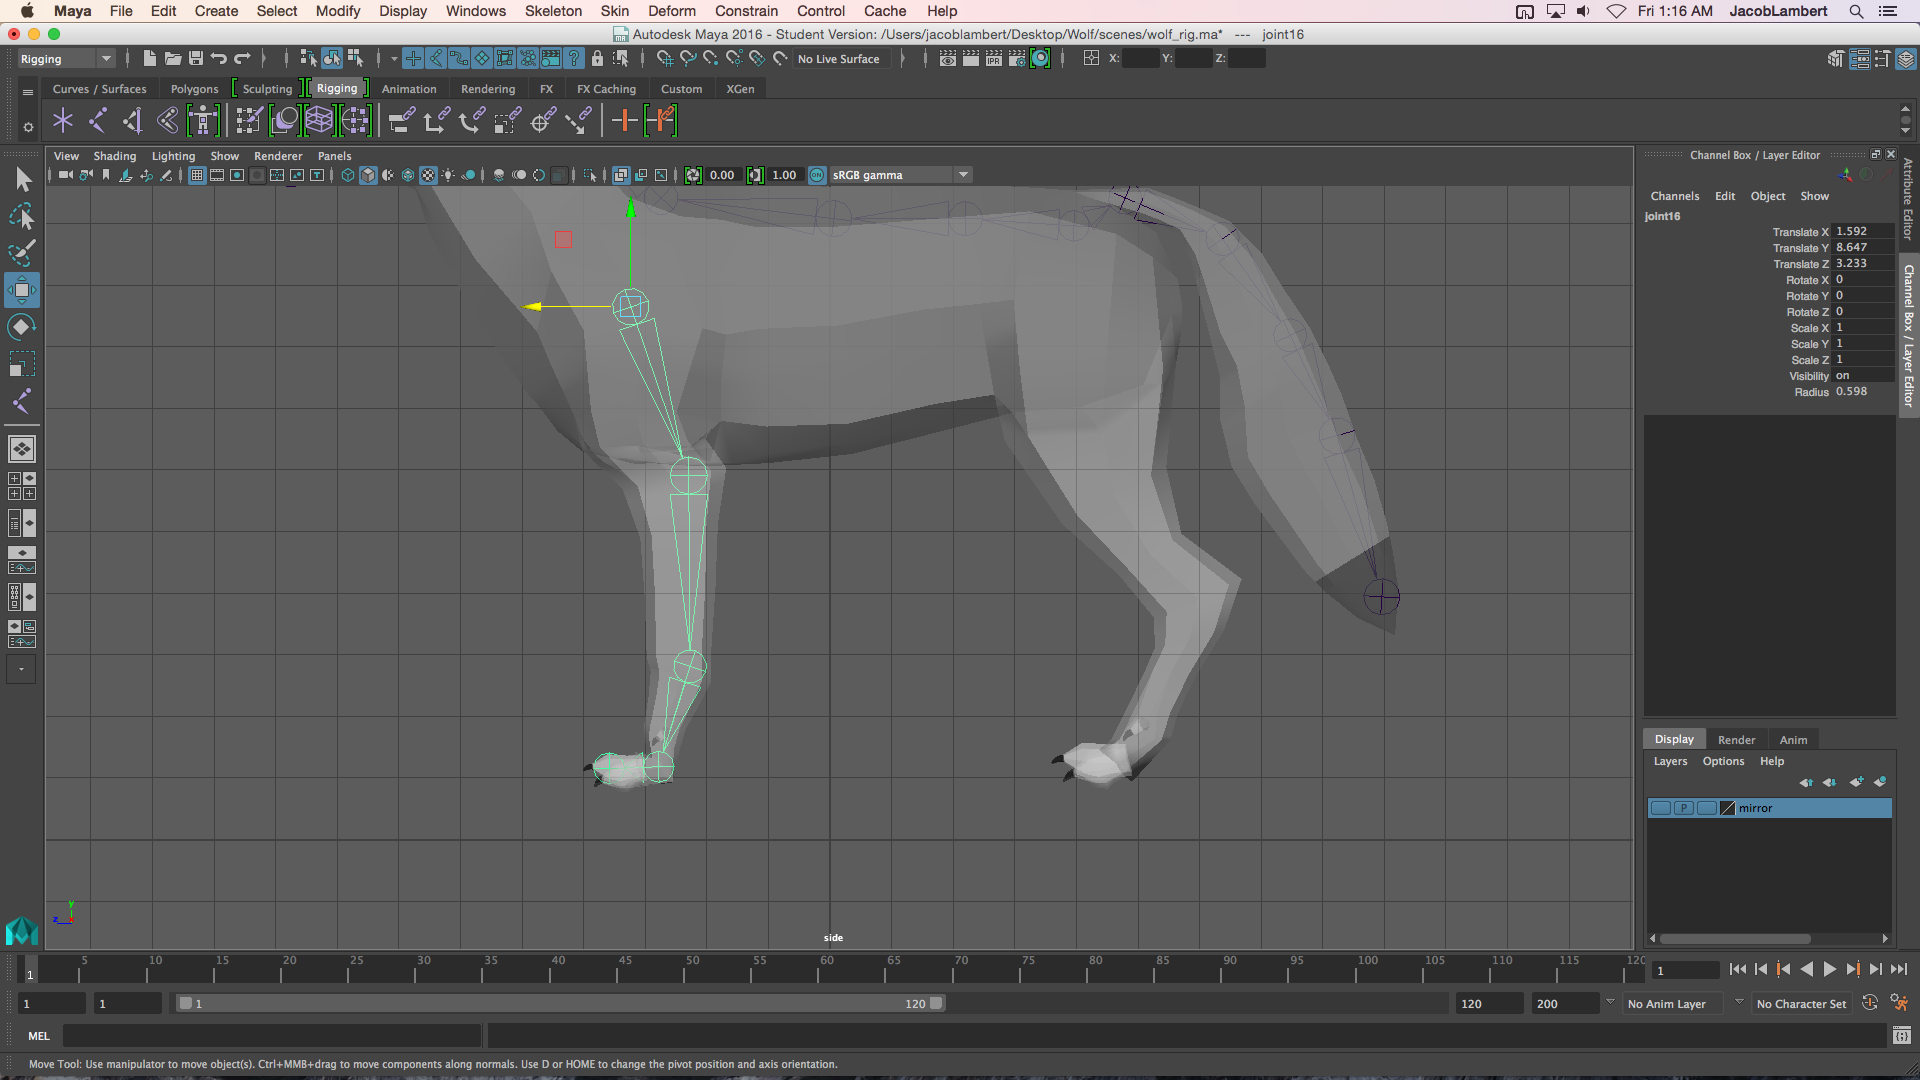 Maya File Edit Create Select Modify Display Windows Skeleton Skin Deform Constrain Control Cache Help Fri 1:16 AM JacobLambert
Autodesk Maya 2016 - Student Version: /Users/jacoblambert/Desktop/Wolf/scenes/wolf_rig.ma* --- joint16
Rigging No Live Surface IPR X: Y: Z:
Curves / Surfaces Polygons Sculpting Rigging Animation Rendering FX FX Caching Custom XGen
View Shading Lighting Show Renderer Panels
0.00 1.00 ON sRGB gamma
Channel Box / Layer Editor
Channels Edit Object Show
joint16
Translate X 1.592
Translate Y 8.647
Translate Z 3.233
Rotate X 0
Rotate Y 0
Rotate Z 0
Scale X 1
Scale Y 1
Scale Z 1
Visibility on
Radius 0.598
Attribute Editor
Channel Box / Layer Editor
Display Render Anim
Layers Options Help
P mirror
y
z
side
1 5 10 15 20 25 30 35 40 45 50 55 60 65 70 75 80 85 90 95 100 105 110 115 120 1
1 1 1 120 120 200 No Anim Layer No Character Set
MEL
Move Tool: Use manipulator to move object(s). Ctrl+MMB+drag to move components along normals. Use D or HOME to change the pivot position and axis orientation.